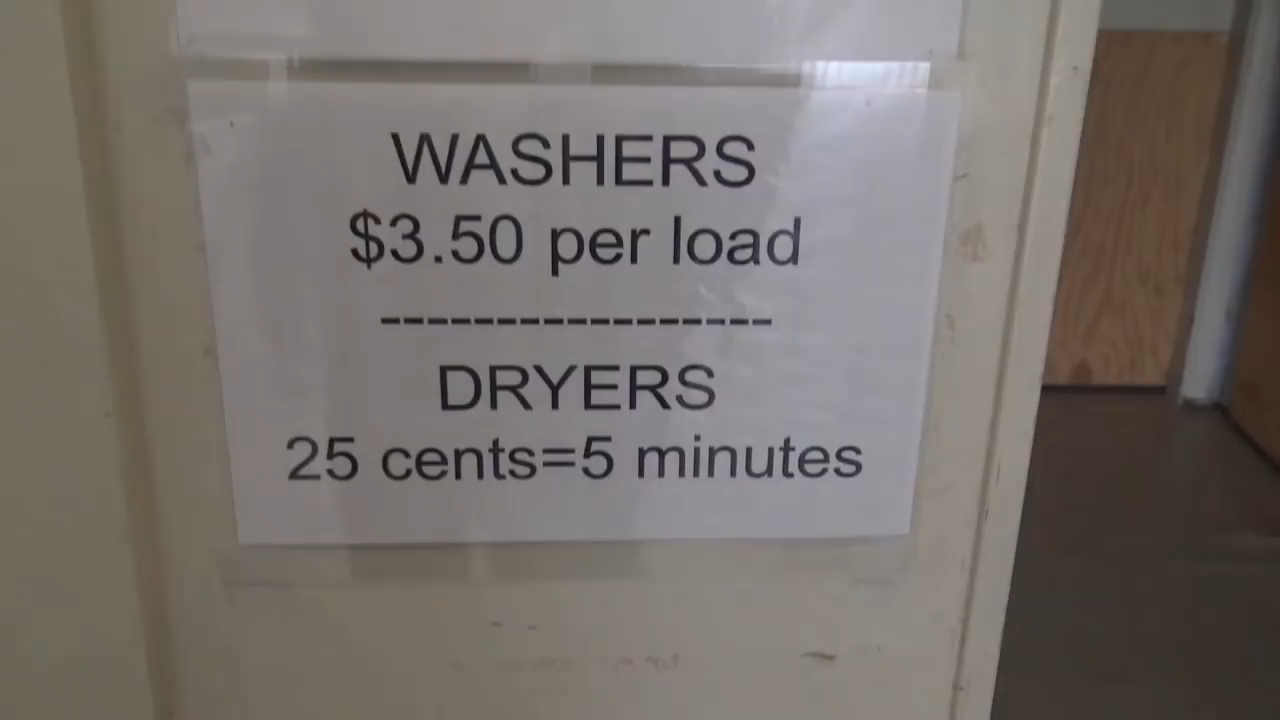 WASHERS
$3.50 per load
------------------
DRYERS
25 cents=5 minutes